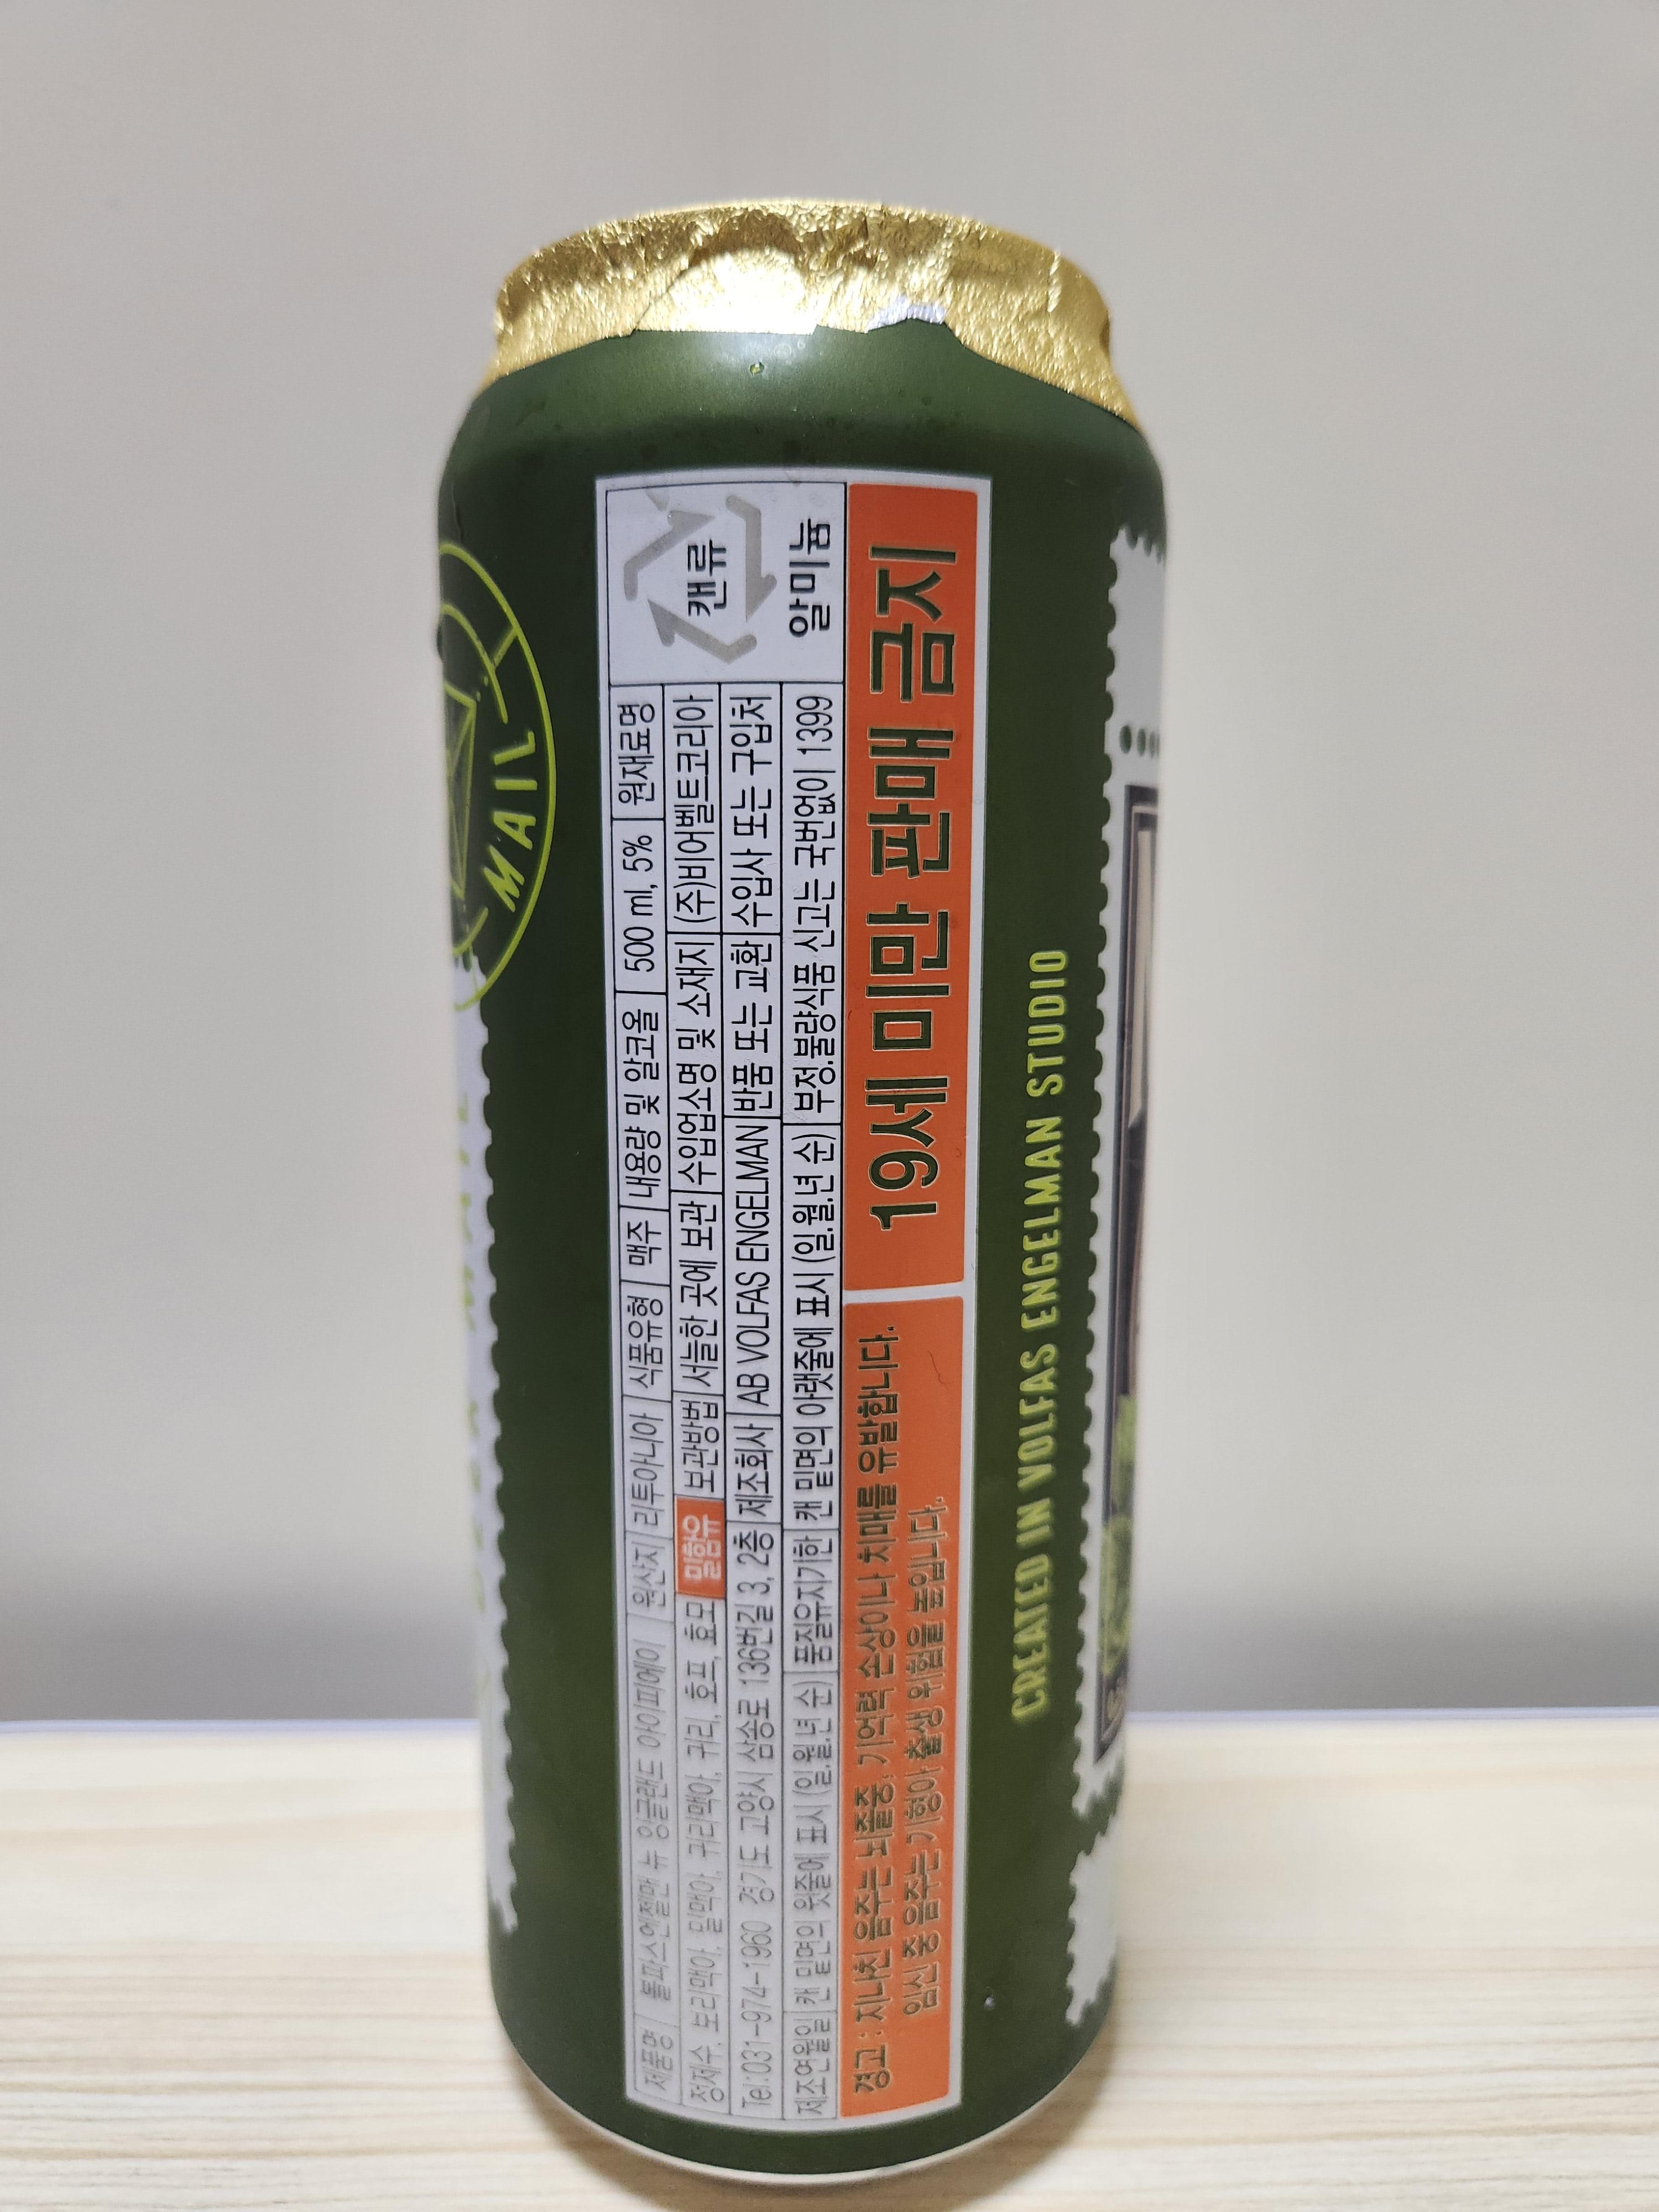 제품명 볼파스엔젤맨 뉴 잉글랜드 아이피에이 원산지 리투아니아 식품유형 맥주 내용량 및 알코올 500 ml, 5% 원재료명
정제수, 보리맥아, 밀맥아, 귀리맥아, 귀리, 호프, 효모 밀함유 보관방법 서늘한 곳에 보관 수입업소명 및 소재지 (주)비어벨트코리아
Tel:031-974-1960 경기도 고양시 삼송로 136번길 3, 2층 제조회사 AB VOLFAS ENGELMAN 반품 또는 교환 수입사 또는 구입처
제조연월일 캔 밑면의 윗줄에 표시 (일.월.년 순) 품질유지기한 캔 밑면의 아랫줄에 표시 (일.월.년 순) 부정.불량식품 신고는 국번없이 1399
캔류
알미늄
경고 : 지나친 음주는 뇌졸중, 기억력 손상이나 치매를 유발합니다.
임신 중 음주는 기형아 출생 위험을 높입니다.
19세 미만 판매 금지
CREATED IN VOLFAS ENGELMAN STUDIO
MAIL